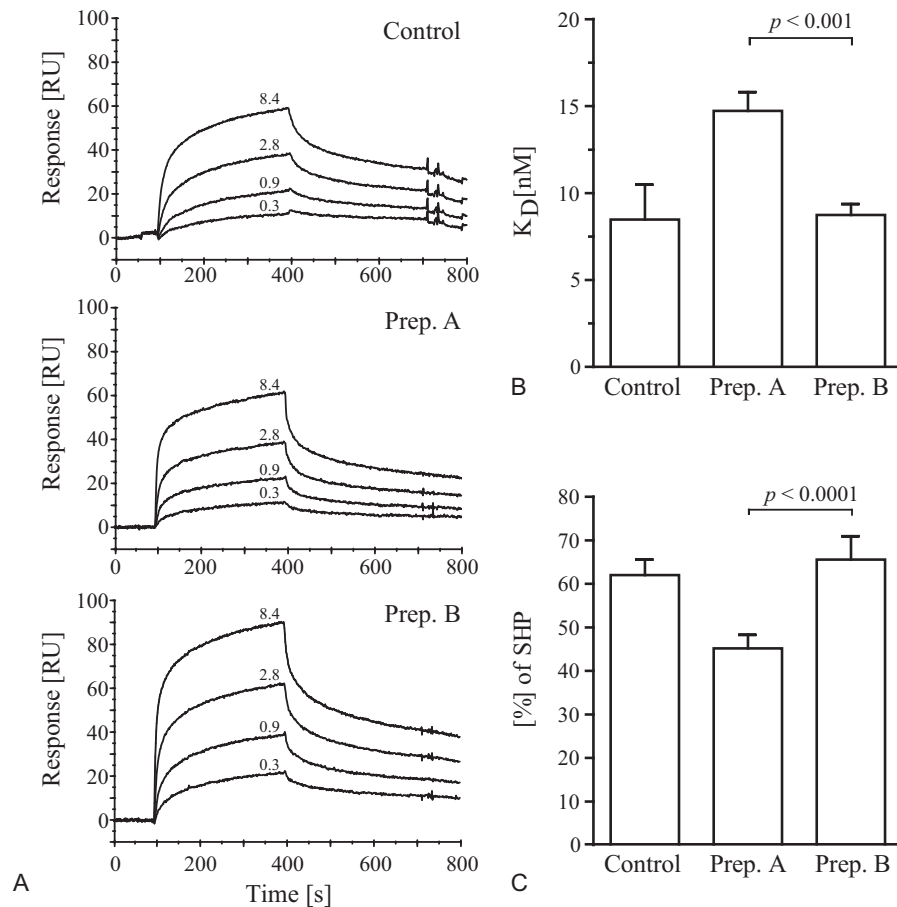 Control
Response [RU]
100
80
60
40
20
0
8.4
2.8
0.9
0.3
0 200 400 600 800
Prep. A
Response [RU]
100
80
60
40
20
0
8.4
2.8
0.9
0.3
0 200 400 600 800
Prep. B
Response [RU]
100
80
60
40
20
0
8.4
2.8
0.9
0.3
0 200 400 600 800
Time [s]
A
p < 0.001
K_D[nM]
20
15
10
5
0
Control Prep. A Prep. B
B
p < 0.0001
[%] of SHP
80
70
60
50
40
30
20
10
0
Control Prep. A Prep. B
C